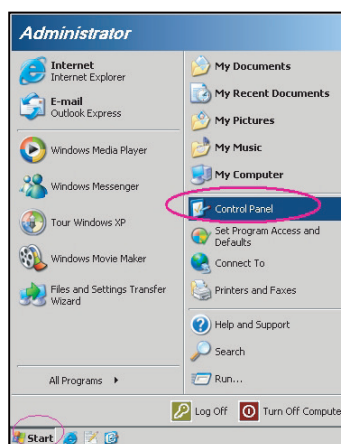 Administrator
Internet
Internet Explorer
E-mail
Outlook Express
Windows Media Player
Windows Messenger
Tour Windows XP
Windows Movie Maker
Files and Settings Transfer
Wizard
All Programs
My Documents
My Recent Documents
My Pictures
My Music
My Computer
Control Panel
Set Program Access and
Defaults
Connect To
Printers and Faxes
Help and Support
Search
Run...
Log Off
Turn Off Compute
Start